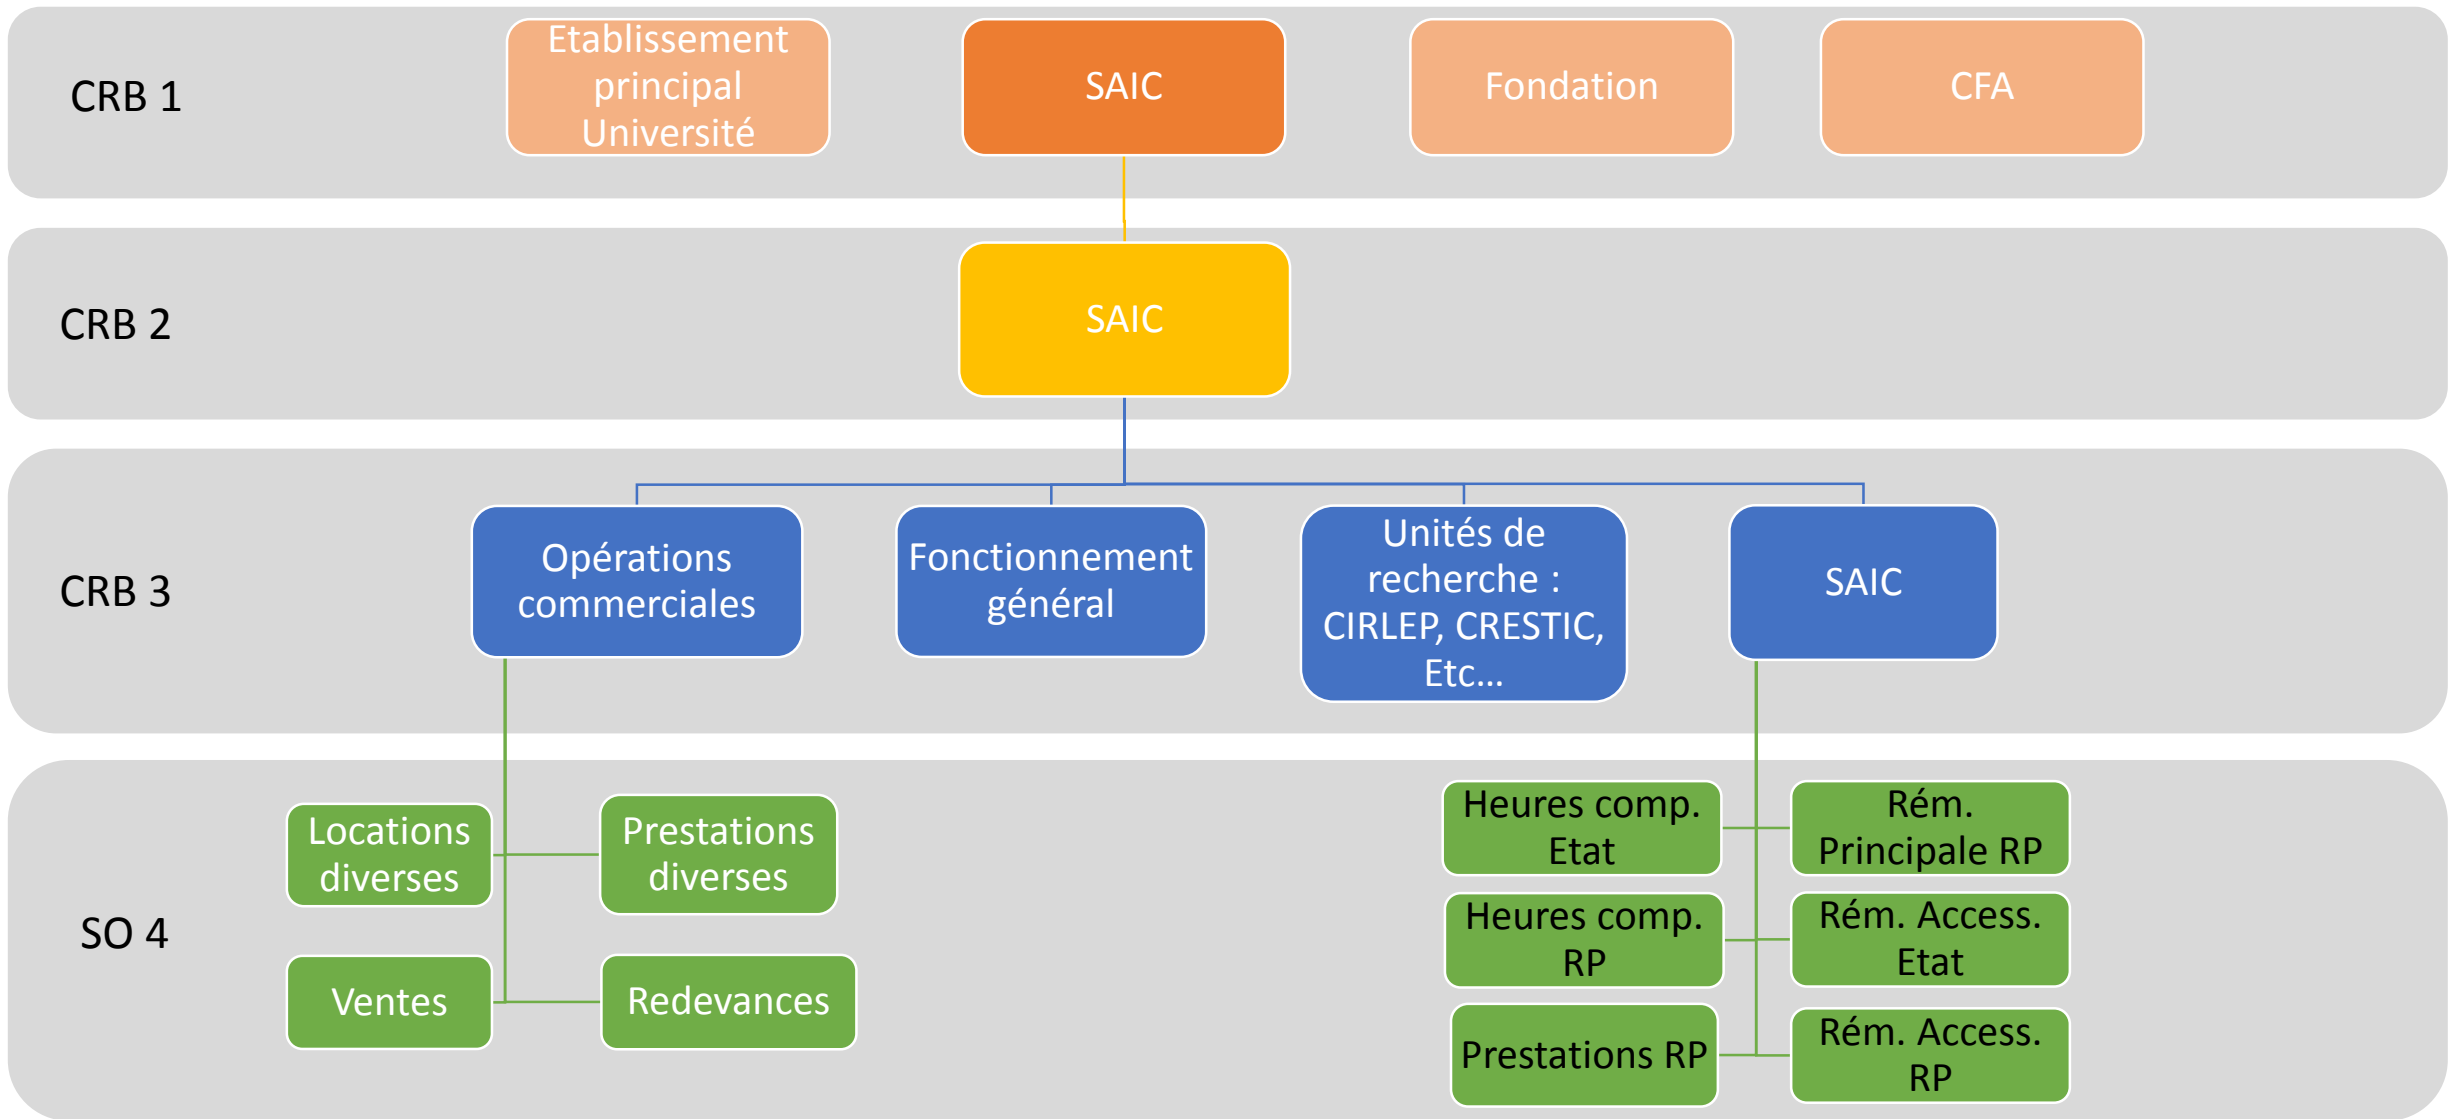 CRB 1
Etablissement
principal
Université
SAIC
Fondation
CFA
CRB 2
SAIC
CRB 3
Opérations
commerciales
Fonctionnement
général
Unités de
recherche :
CIRLEP, CRESTIC,
Etc...
SAIC
SO 4
Locations
diverses
Prestations
diverses
Ventes
Redevances
Heures comp.
Etat
Rém.
Principale RP
Heures comp.
RP
Rém. Access.
Etat
Prestations RP
Rém. Access.
RP